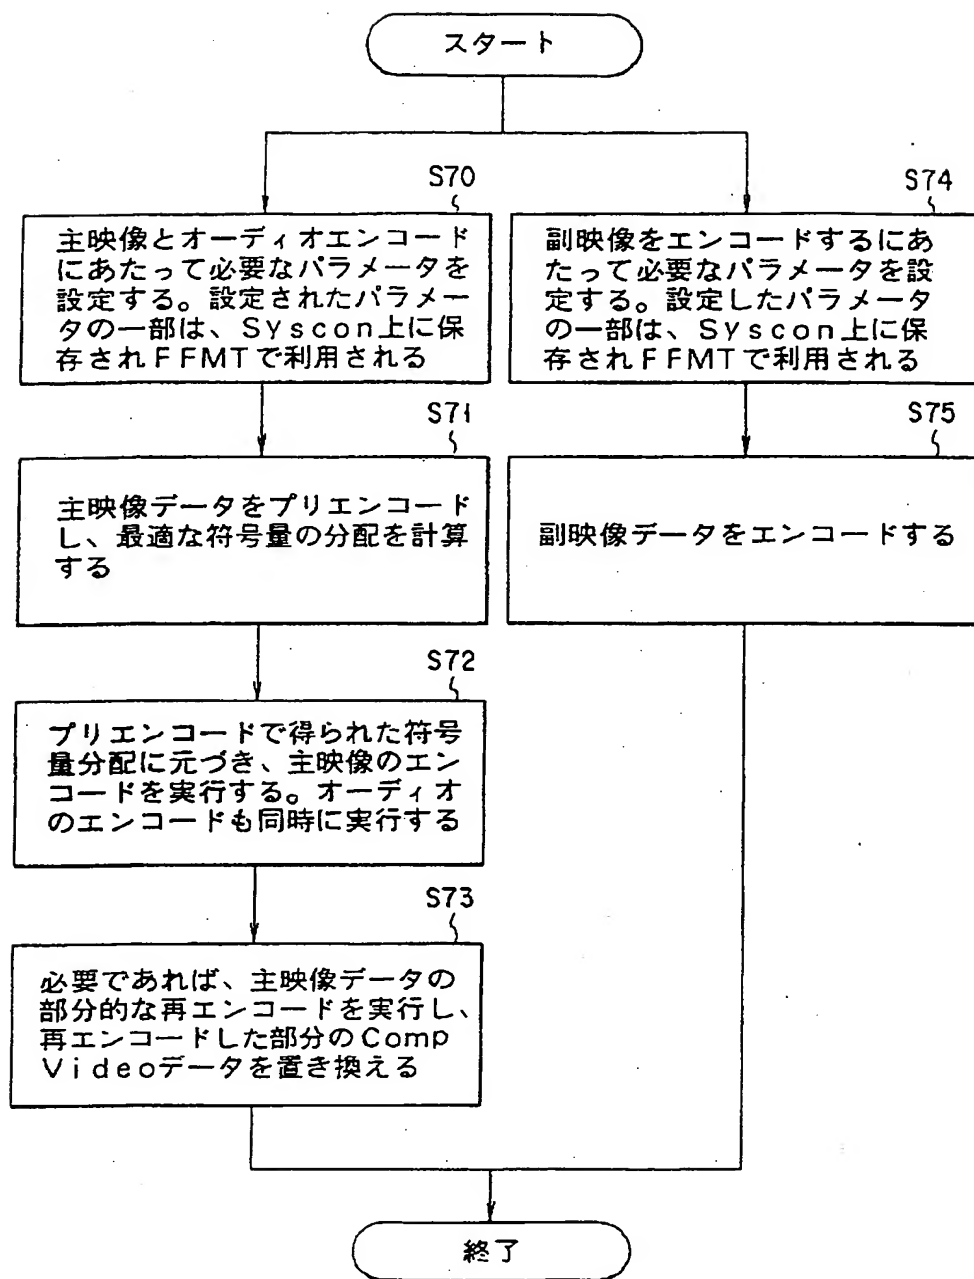 スタート
S70
主映像とオーディオエンコード
にあたって必要なパラメータを
設定する。設定されたパラメー
タの一部は、Syscon上に保
存されFFMTで利用される
S74
副映像をエンコードするにあ
たって必要なパラメータを設
定する。設定したパラメータ
の一部は、Syscon上に保
存されFFMTで利用される
S71
主映像データをプリエンコード
し、最適な符号量の分配を計算
する
S75
副映像データをエンコードする
S72
プリエンコードで得られた符号
量分配に元づき、主映像のエン
コードを実行する。オーディオ
のエンコードも同時に実行する
S73
必要であれば、主映像データの
部分的な再エンコードを実行し、
再エンコードした部分のComp
Videoデータを置き換える
終了